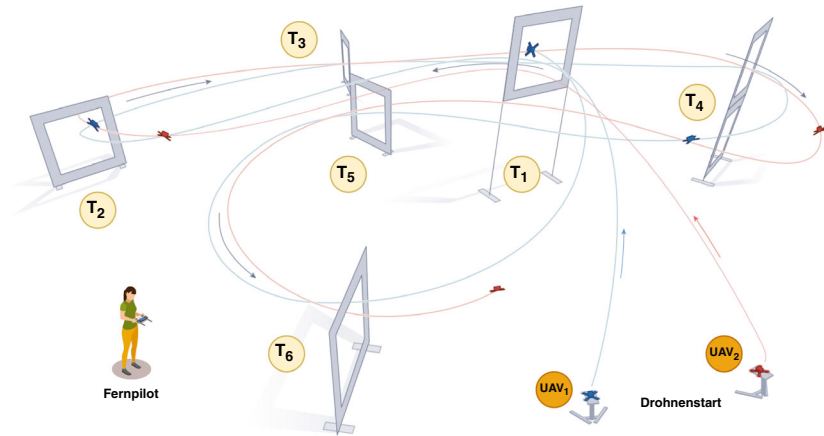 T3
T4
T5
T1
T2
T6
UAV1
UAV2
Fernpilot
Drohnenstart